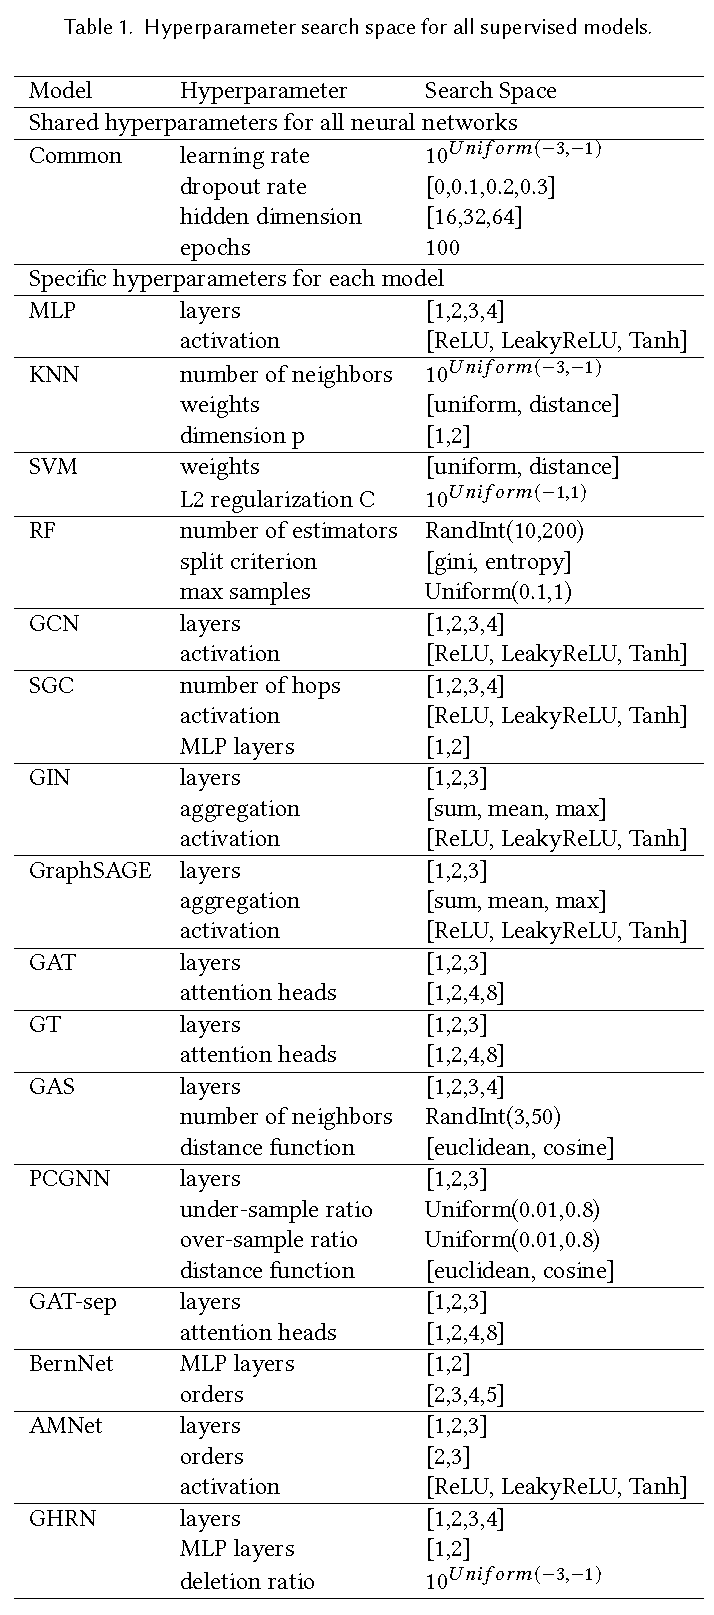 Table 1. Hyperparameter search space for all supervised models.
Model Hyperparameter Search Space
Shared hyperparameters for all neural networks
Common learning rate 10^Uniform(−3,−1)
dropout rate [0,0.1,0.2,0.3]
hidden dimension [16,32,64]
epochs 100
Specific hyperparameters for each model
MLP layers [1,2,3,4]
activation [ReLU, LeakyReLU, Tanh]
KNN number of neighbors 10^Uniform(−3,−1)
weights [uniform, distance]
dimension p [1,2]
SVM weights [uniform, distance]
L2 regularization C 10^Uniform(−1,1)
RF number of estimators RandInt(10,200)
split criterion [gini, entropy]
max samples Uniform(0.1,1)
GCN layers [1,2,3,4]
activation [ReLU, LeakyReLU, Tanh]
SGC number of hops [1,2,3,4]
activation [ReLU, LeakyReLU, Tanh]
MLP layers [1,2]
GIN layers [1,2,3]
aggregation [sum, mean, max]
activation [ReLU, LeakyReLU, Tanh]
GraphSAGE layers [1,2,3]
aggregation [sum, mean, max]
activation [ReLU, LeakyReLU, Tanh]
GAT layers [1,2,3]
attention heads [1,2,4,8]
GT layers [1,2,3]
attention heads [1,2,4,8]
GAS layers [1,2,3,4]
number of neighbors RandInt(3,50)
distance function [euclidean, cosine]
PCGNN layers [1,2,3]
under-sample ratio Uniform(0.01,0.8)
over-sample ratio Uniform(0.01,0.8)
distance function [euclidean, cosine]
GAT-sep layers [1,2,3]
attention heads [1,2,4,8]
BernNet MLP layers [1,2]
orders [2,3,4,5]
AMNet layers [1,2,3]
orders [2,3]
activation [ReLU, LeakyReLU, Tanh]
GHRN layers [1,2,3,4]
MLP layers [1,2]
deletion ratio 10^Uniform(−3,−1)